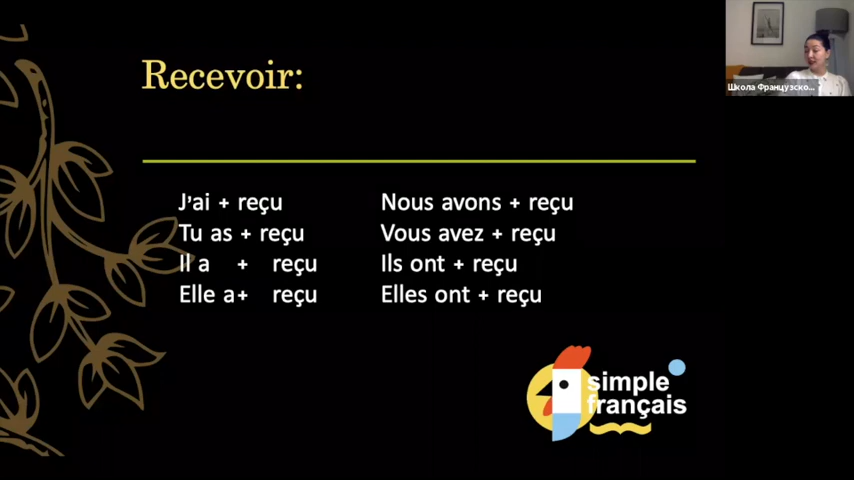 Recevoir:
J'ai + reçu
Tu as + reçu
Il a + reçu
Elle a+ reçu
Nous avons + reçu
Vous avez + reçu
Ils ont + reçu
Elles ont + reçu
simple
français
Школа Французско...